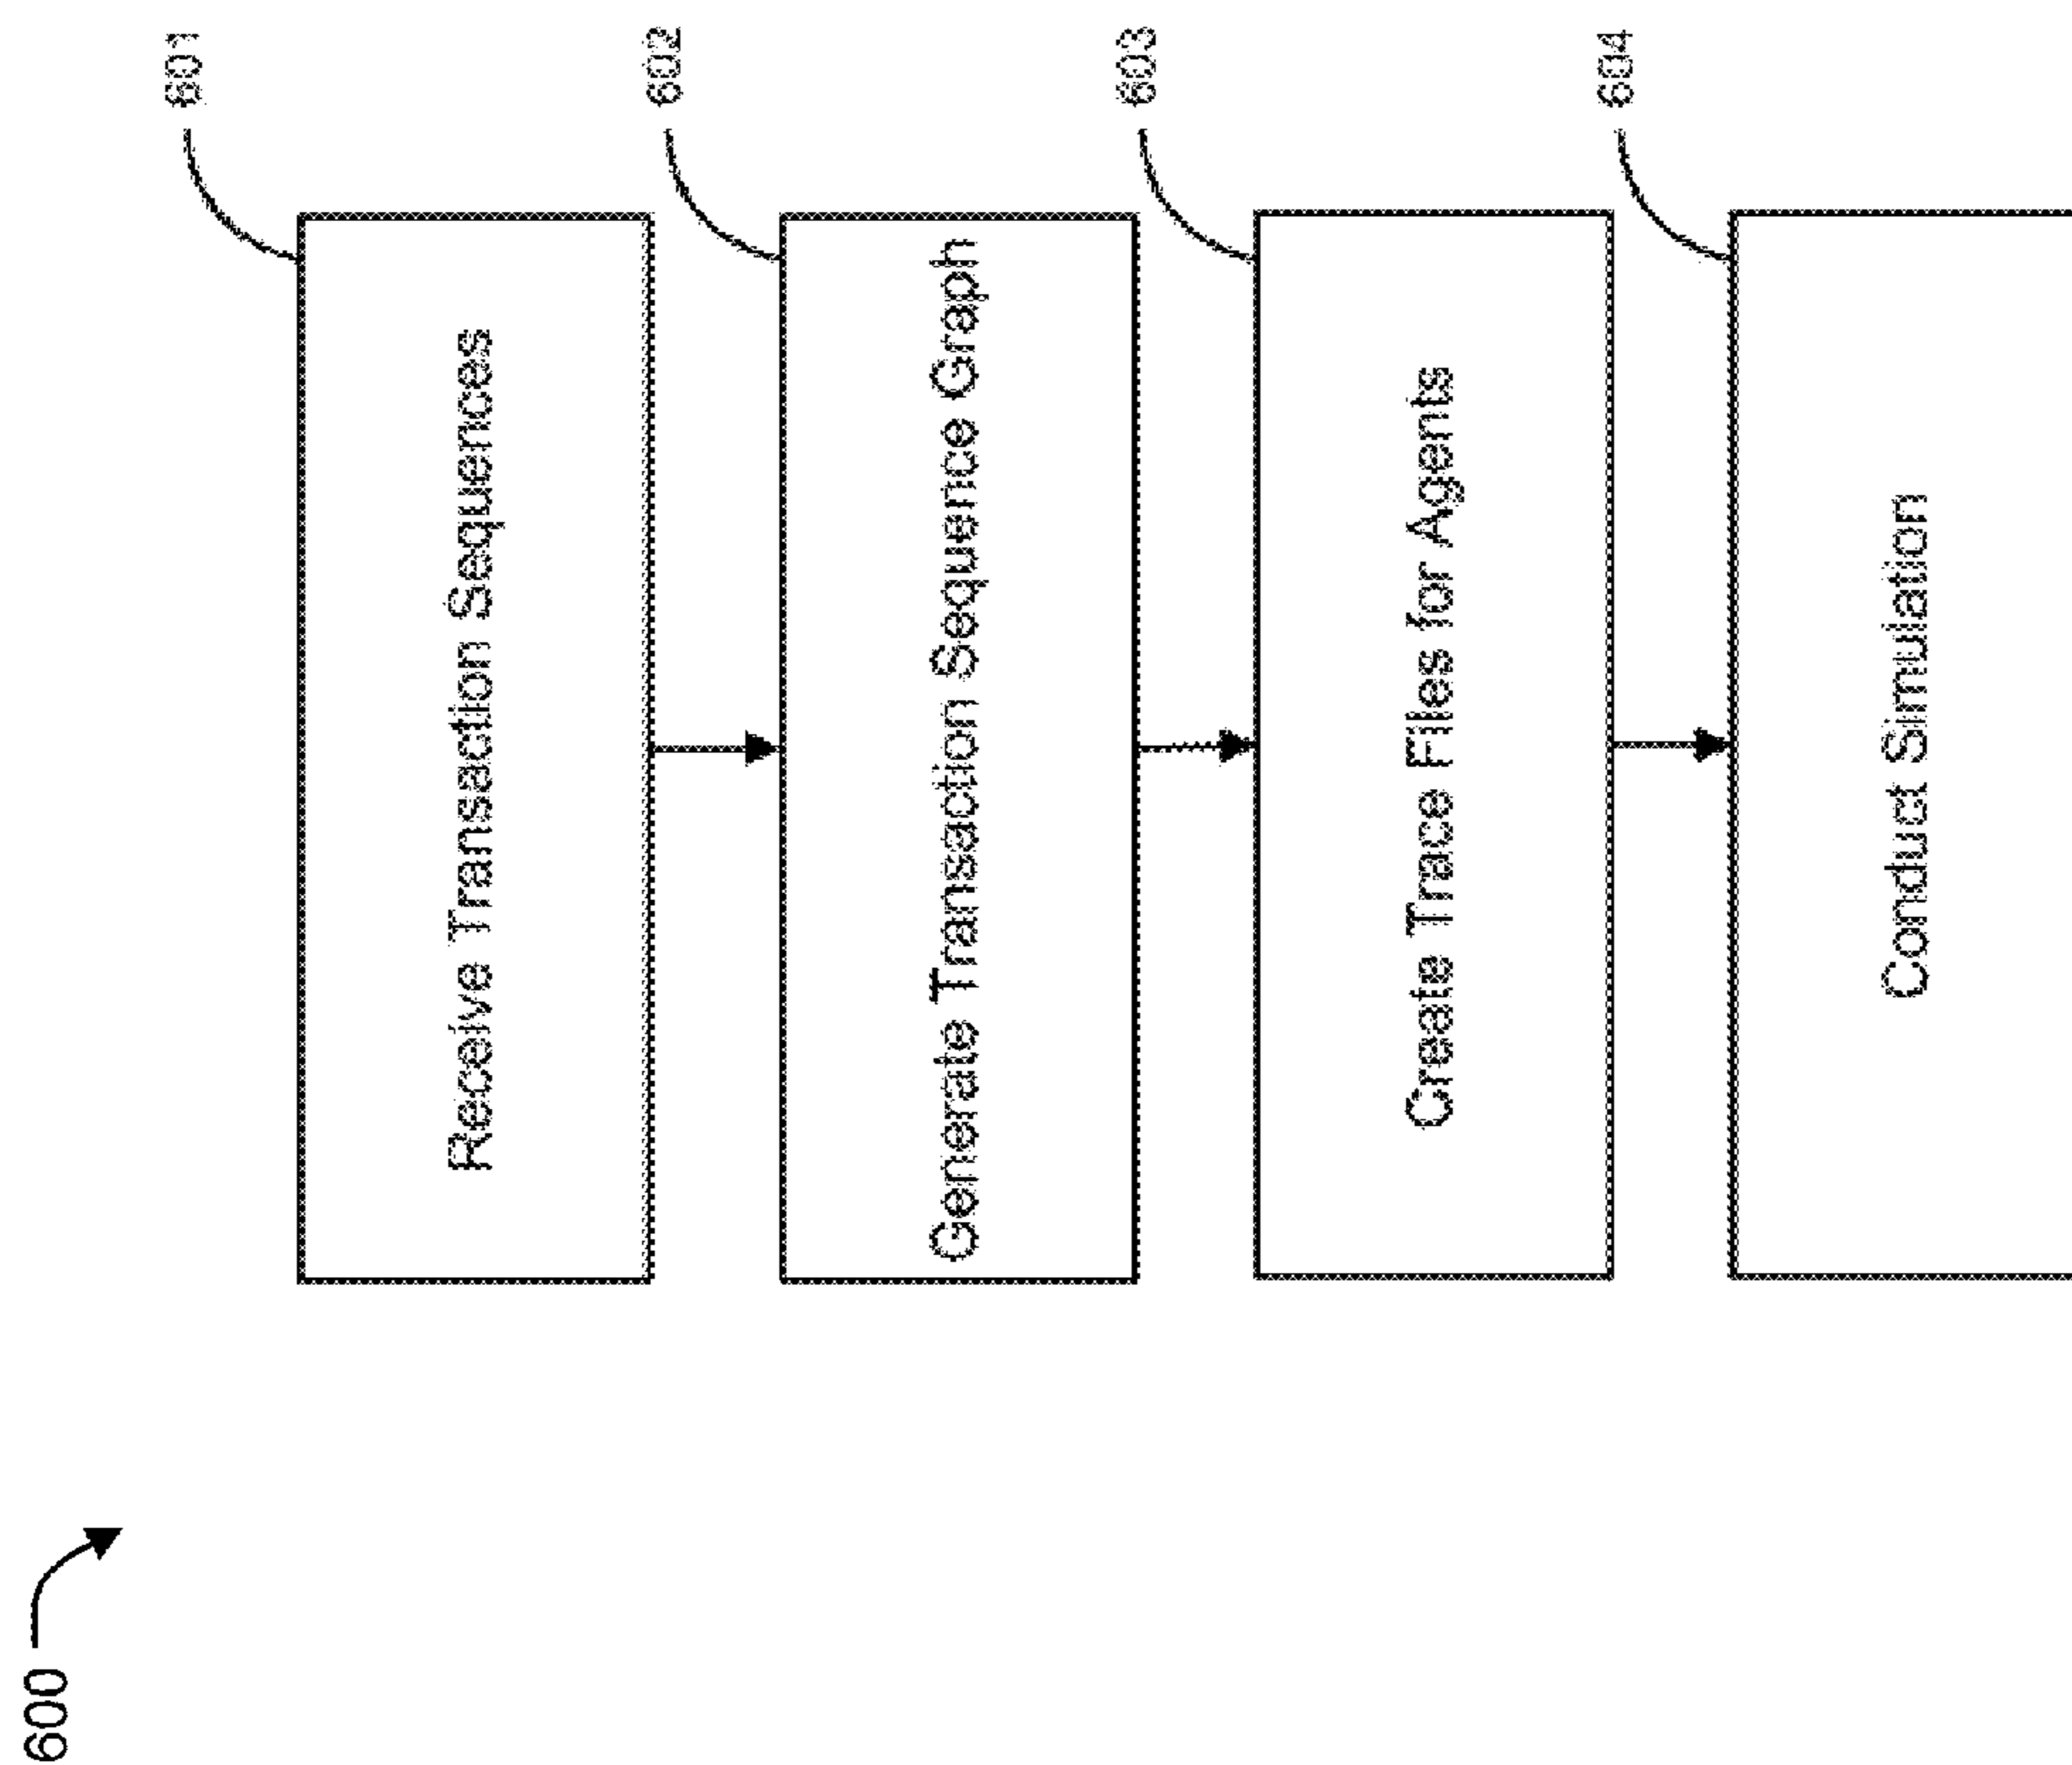 600
601
Receive Transaction Sequences
602
Generate Transaction Sequence Graph
603
Create Trace Files for Agents
604
Conduct Simulation